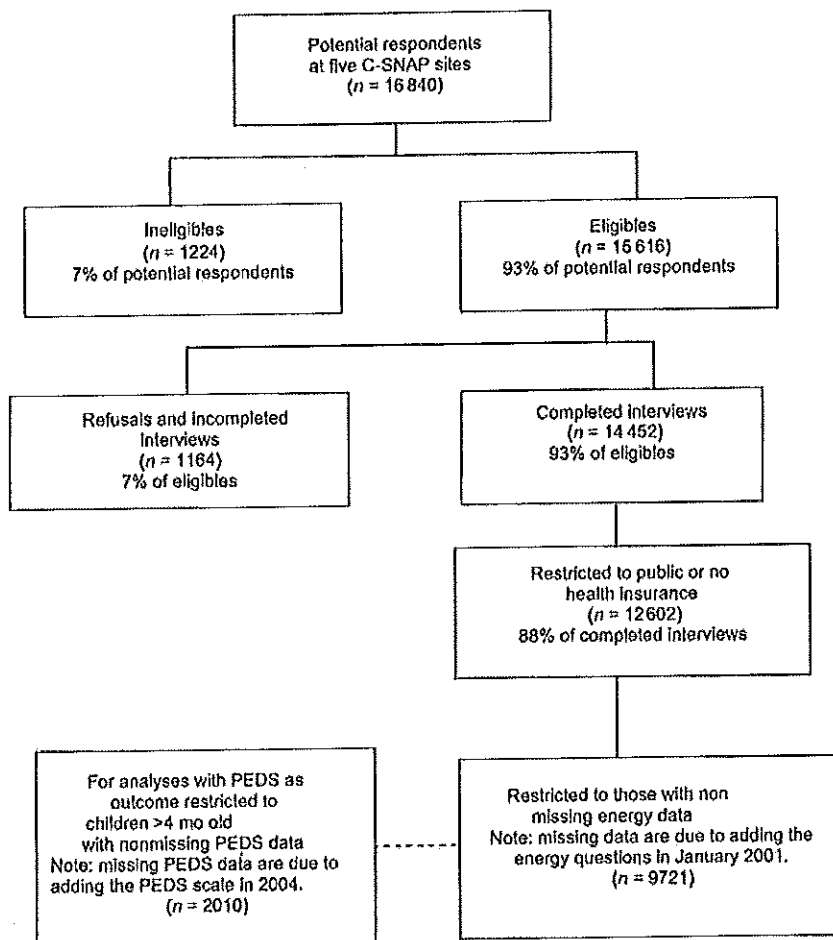 Potential respondents
at five C-SNAP sites
(n = 16 840)
Ineligibles
(n = 1224)
7% of potential respondents
Eligibles
(n = 15 616)
93% of potential respondents
Refusals and incompleted
interviews
(n = 1164)
7% of eligibles
Completed interviews
(n = 14 452)
93% of eligibles
Restricted to public or no
health insurance
(n = 12602)
88% of completed interviews
For analyses with PEDS as
outcome restricted to
children >4 mo old
with nonmissing PEDS data
Note: missing PEDS data are due to
adding the PEDS scale in 2004.
(n = 2010)
Restricted to those with non
missing energy data
Note: missing data are due to adding the
energy questions in January 2001.
(n = 9721)